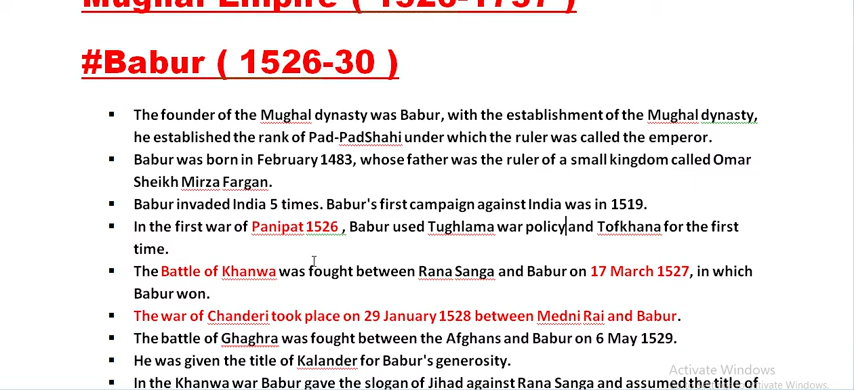 Mughal Empire ( 1526-1757 )
#Babur ( 1526-30 )
▪ The founder of the Mughal dynasty was Babur, with the establishment of the Mughal dynasty,
he established the rank of Pad-PadShahi under which the ruler was called the emperor.
▪ Babur was born in February 1483, whose father was the ruler of a small kingdom called Omar
Sheikh Mirza Fargan.
▪ Babur invaded India 5 times. Babur's first campaign against India was in 1519.
▪ In the first war of Panipat 1526 , Babur used Tughlama war policy and Tofkhana for the first
time.
▪ The Battle of Khanwa was fought between Rana Sanga and Babur on 17 March 1527, in which
Babur won.
▪ The war of Chanderi took place on 29 January 1528 between Medni Rai and Babur.
▪ The battle of Ghaghra was fought between the Afghans and Babur on 6 May 1529.
▪ He was given the title of Kalander for Babur's generosity.
▪ In the Khanwa war Babur gave the slogan of Jihad against Rana Sanga and assumed the title of
Activate Windows